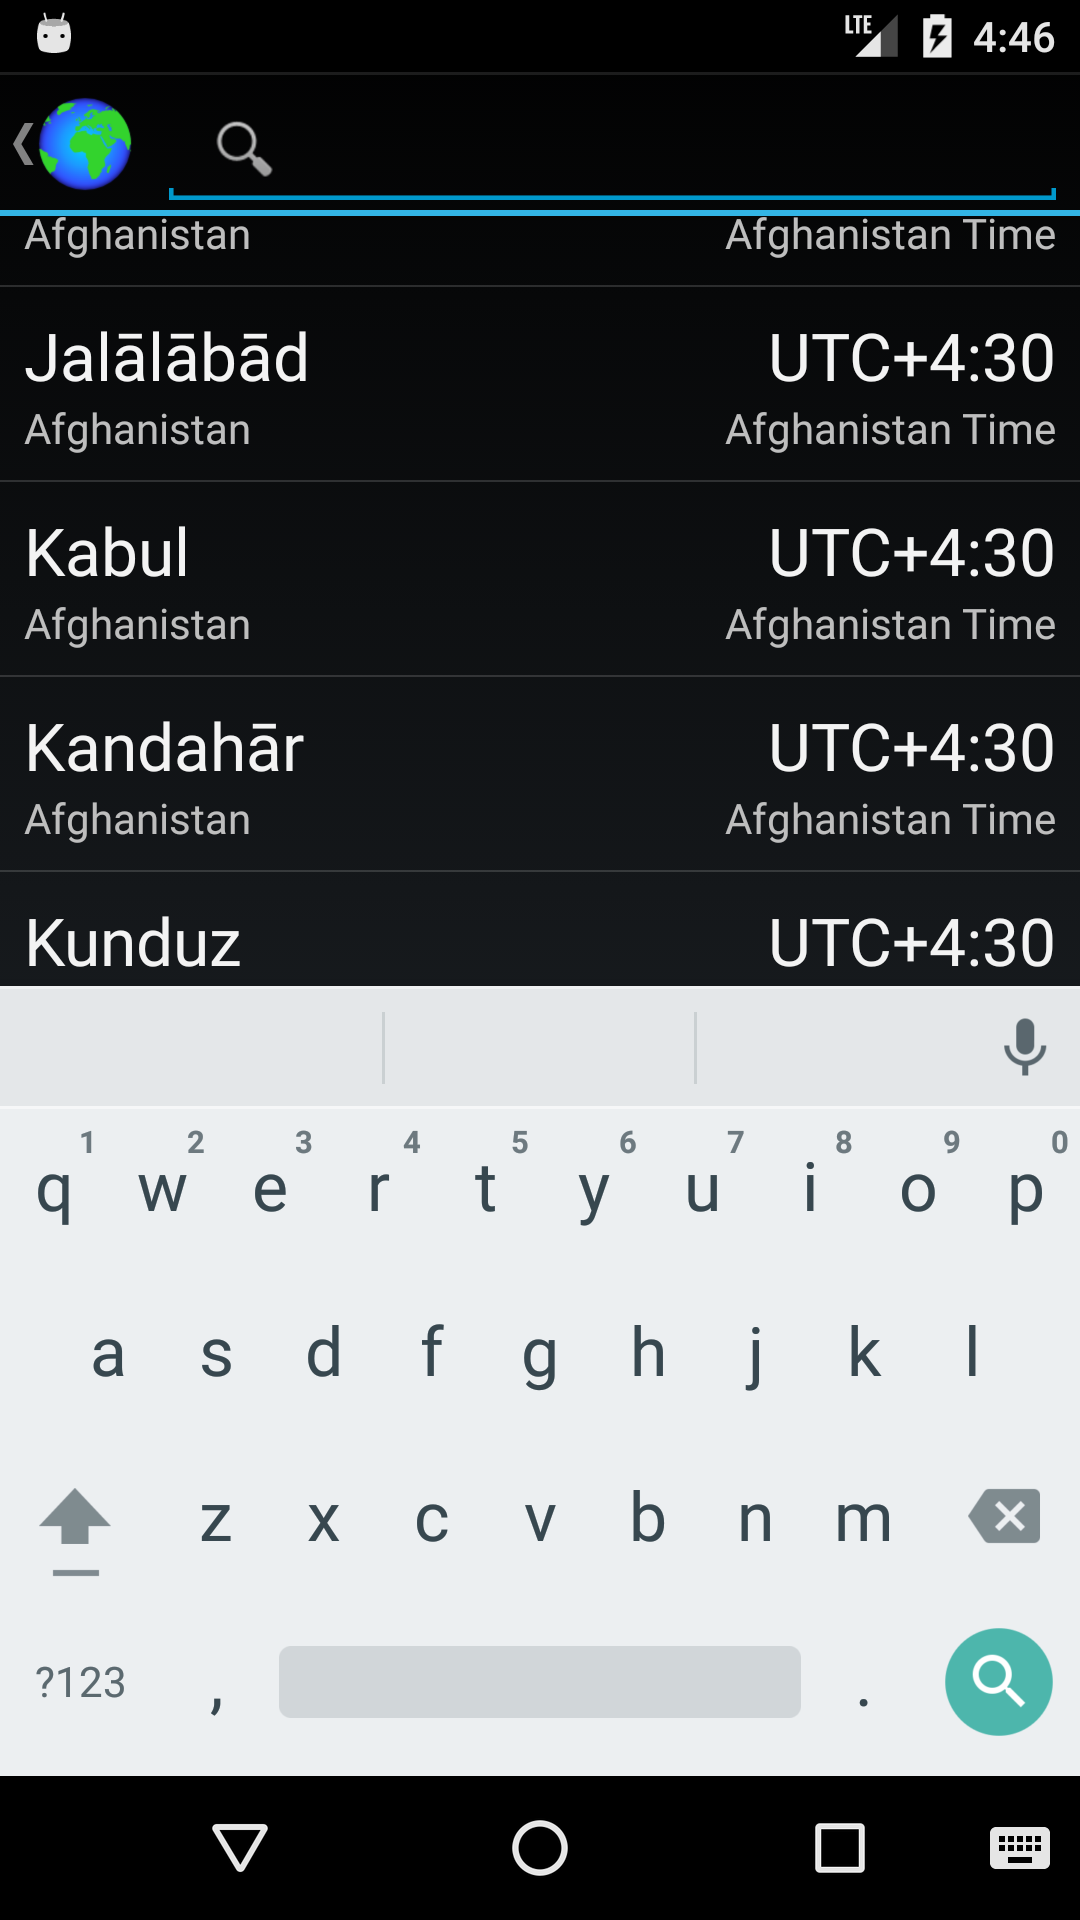 LTE 4:46
Afghanistan Afghanistan Time
Jalālābād UTC+4:30
Afghanistan Afghanistan Time
Kabul UTC+4:30
Afghanistan Afghanistan Time
Kandahār UTC+4:30
Afghanistan Afghanistan Time
Kunduz UTC+4:30
1 2 3 4 5 6 7 8 9 0
q w e r t y u i o p
a s d f g h j k l
z x c v b n m
?123 , .